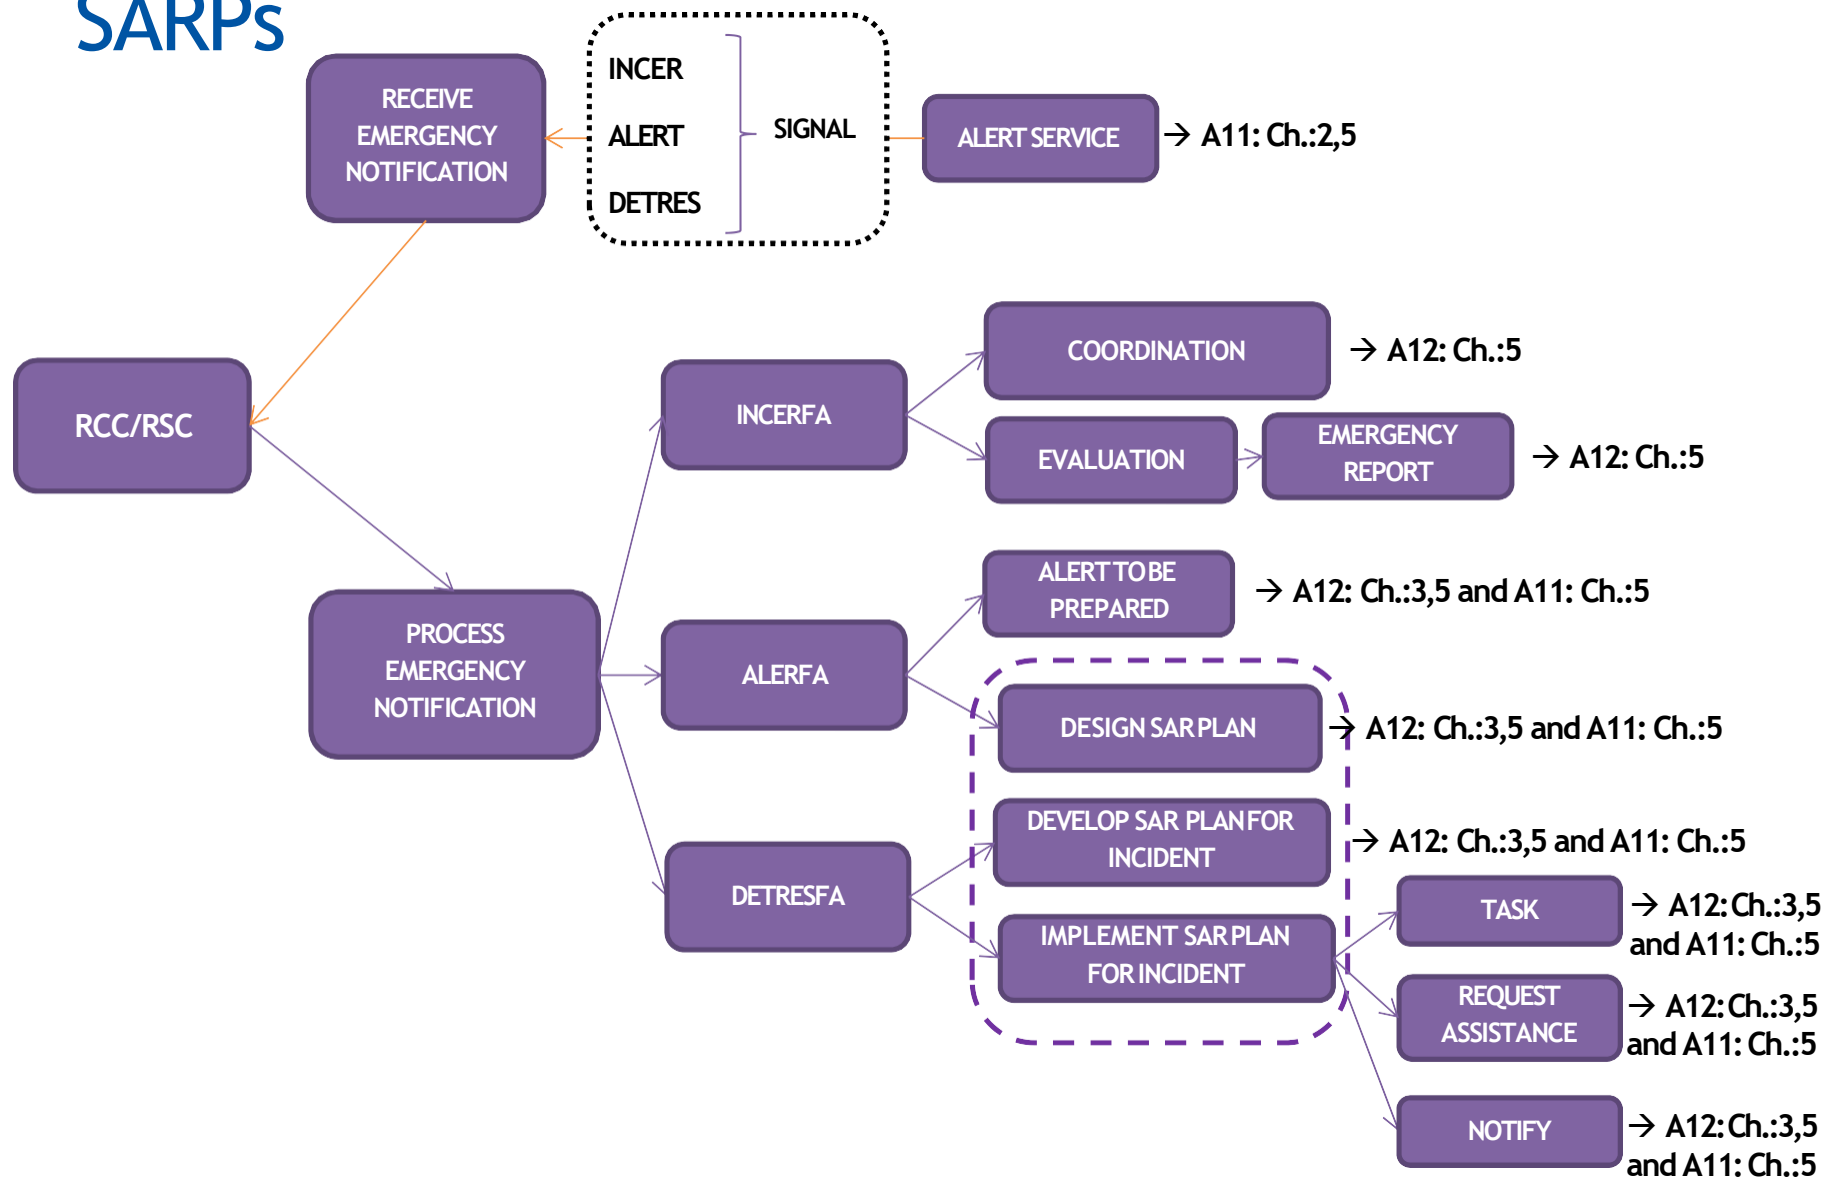 SARPs
RECEIVE
EMERGENCY
NOTIFICATION
INCER
ALERT
DETRES
SIGNAL
ALERT SERVICE
→ A11: Ch.:2,5
RCC/RSC
PROCESS
EMERGENCY
NOTIFICATION
INCERFA
COORDINATION
→ A12: Ch.:5
EVALUATION
EMERGENCY
REPORT
→ A12: Ch.:5
ALERFA
ALERT TO BE
PREPARED
→ A12: Ch.:3,5 and A11: Ch.:5
DESIGN SAR PLAN
→ A12: Ch.:3,5 and A11: Ch.:5
DETRESFA
DEVELOP SAR PLAN FOR
INCIDENT
→ A12: Ch.:3,5 and A11: Ch.:5
IMPLEMENT SAR PLAN
FOR INCIDENT
TASK
→ A12: Ch.:3,5
and A11: Ch.:5
REQUEST
ASSISTANCE
→ A12: Ch.:3,5
and A11: Ch.:5
NOTIFY
→ A12: Ch.:3,5
and A11: Ch.:5